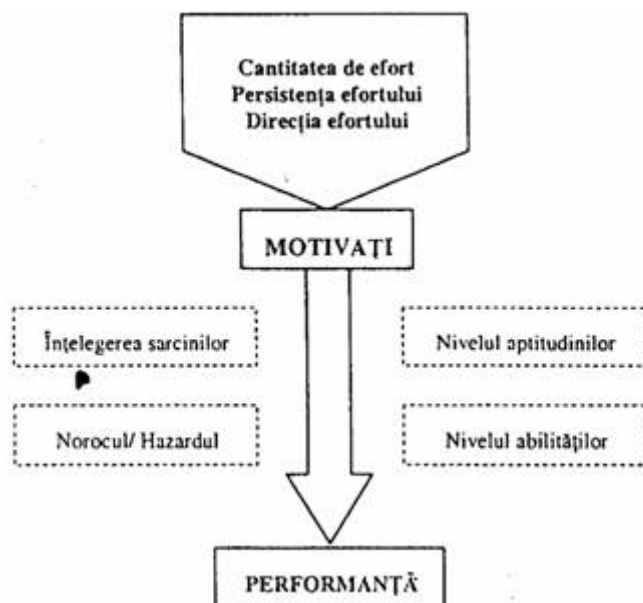 Cantitatea de efort
Persistența efortului
Direcția efortului
MOTIVAȚI
Înțelegerea sarcinilor
Nivelul aptitudinilor
Norocul/ Hazardul
Nivelul abilităților
PERFORMANȚĂ